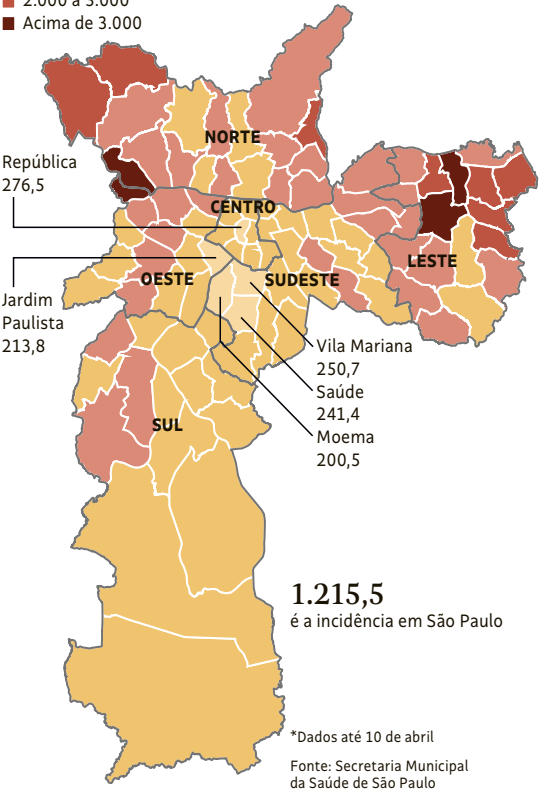 2.000 a 3.000
Acima de 3.000
NORTE
República
276,5
CENTRO
LESTE
OESTE
SUDESTE
Jardim
Paulista
213,8
Vila Mariana
250,7
Saúde
241,4
Moema
200,5
SUL
1.215,5
é a incidência em São Paulo
*Dados até 10 de abril
Fonte: Secretaria Municipal
da Saúde de São Paulo